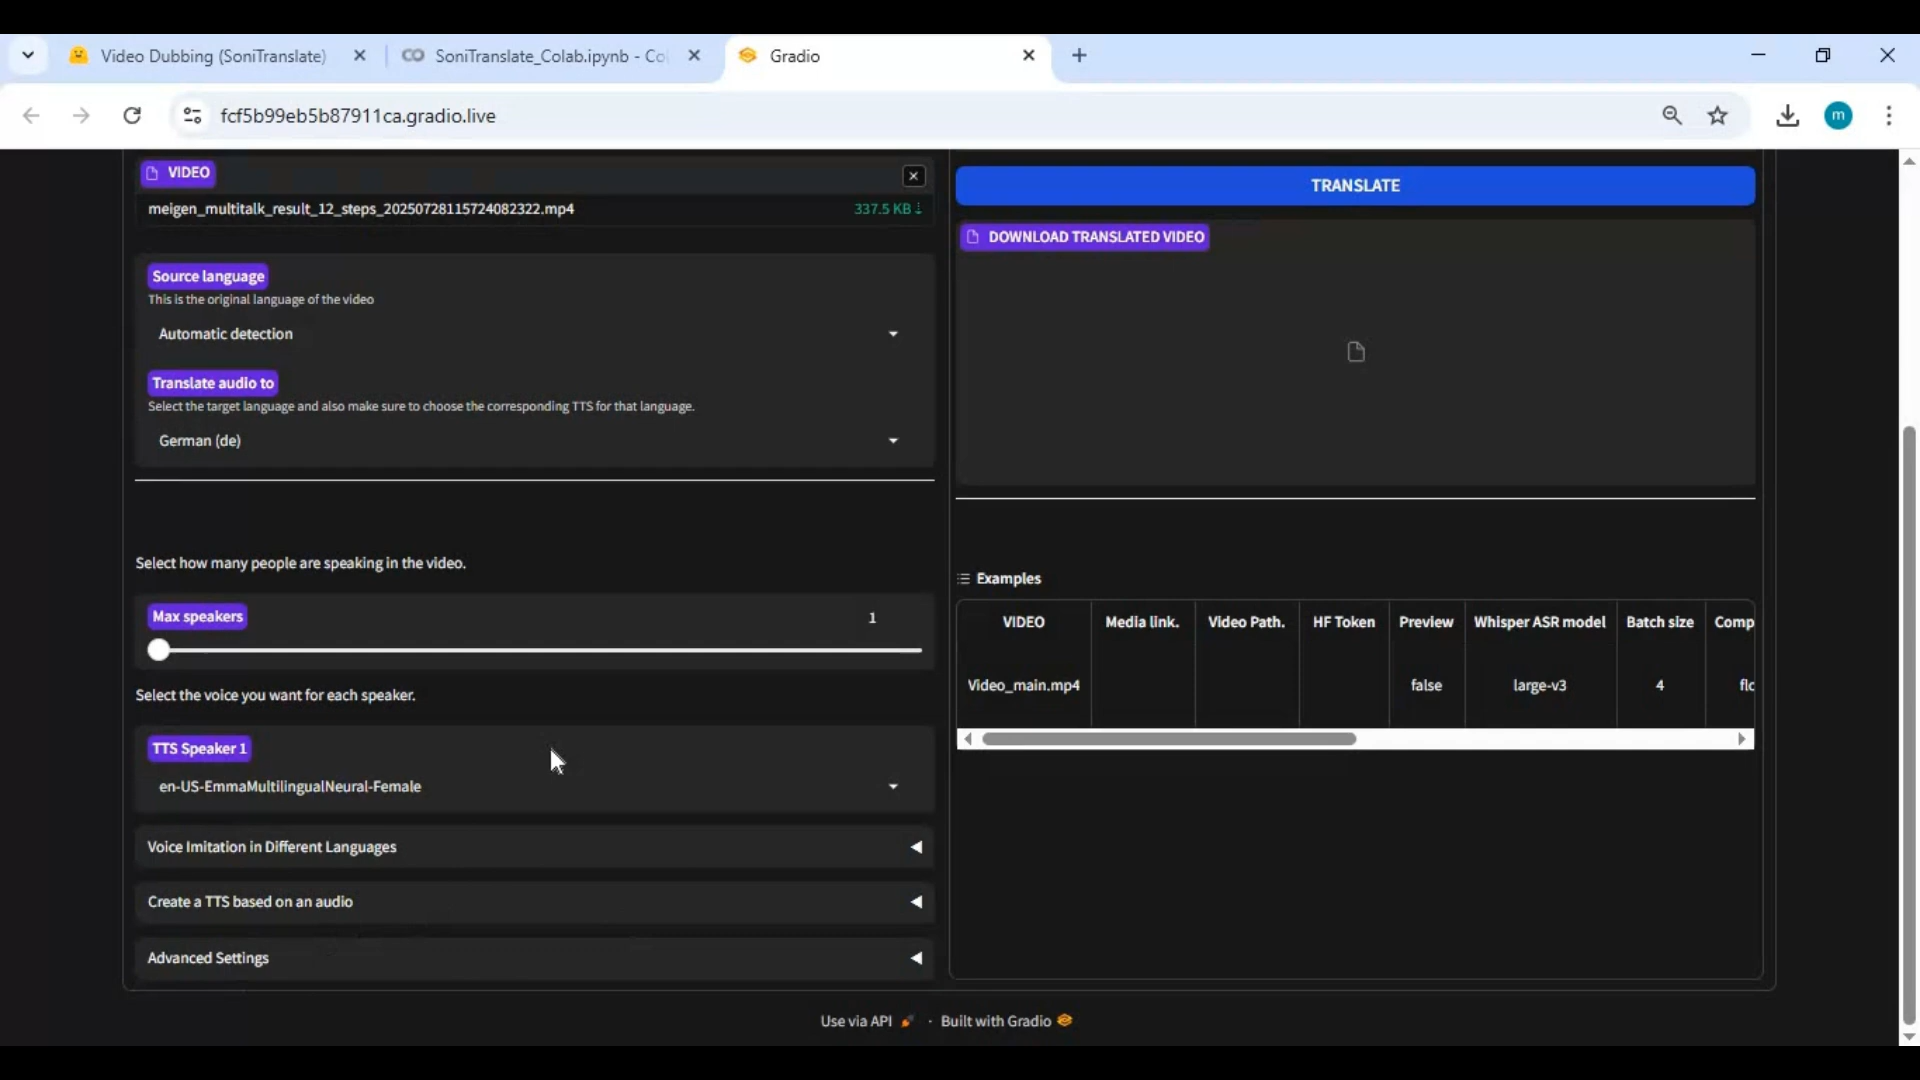 Video Dubbing (SoniTranslate)
SoniTranslate_Colab.ipynb - Co
Gradio
fcf5b99eb5b87911ca.gradio.live
m
VIDEO
meigen_multitalk_result_12_steps_20250728115724082322.mp4
337.5 KB ⇣
Source language
This is the original language of the video
Automatic detection
Translate audio to
Select the target language and also make sure to choose the corresponding TTS for that language.
German (de)
Select how many people are speaking in the video.
Max speakers
1
Select the voice you want for each speaker.
TTS Speaker 1
en-US-EmmaMultilingualNeural-Female
Voice Imitation in Different Languages
Create a TTS based on an audio
Advanced Settings
TRANSLATE
DOWNLOAD TRANSLATED VIDEO
Examples
VIDEO Media link. Video Path. HF Token Preview Whisper ASR model Batch size Comp
Video_main.mp4 false large-v3 4 flo
Use via API · Built with Gradio